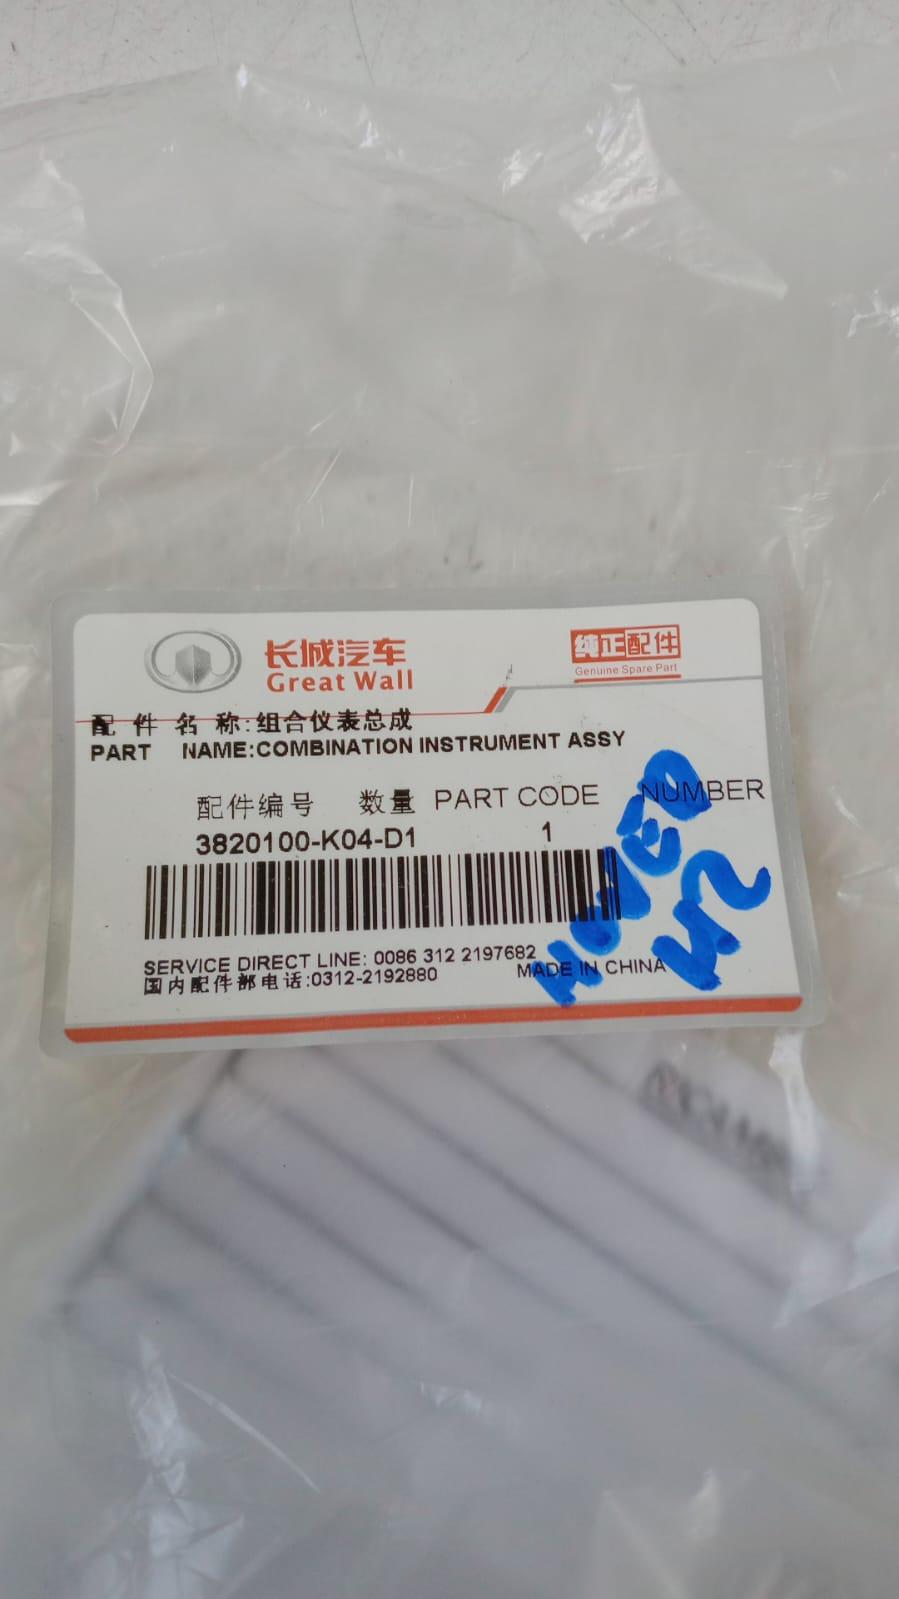 长城汽车
Great Wall
纯正配件
Genuine Spare Part
配 件 名 称:组合仪表总成
PART NAME:COMBINATION INSTRUMENT ASSY
配件编号 数量 PART CODE NUMBER
3820100-K04-D1 1
SERVICE DIRECT LINE: 0086 312 2197682
国内配件部电话:0312-2192880 MADE IN CHINA